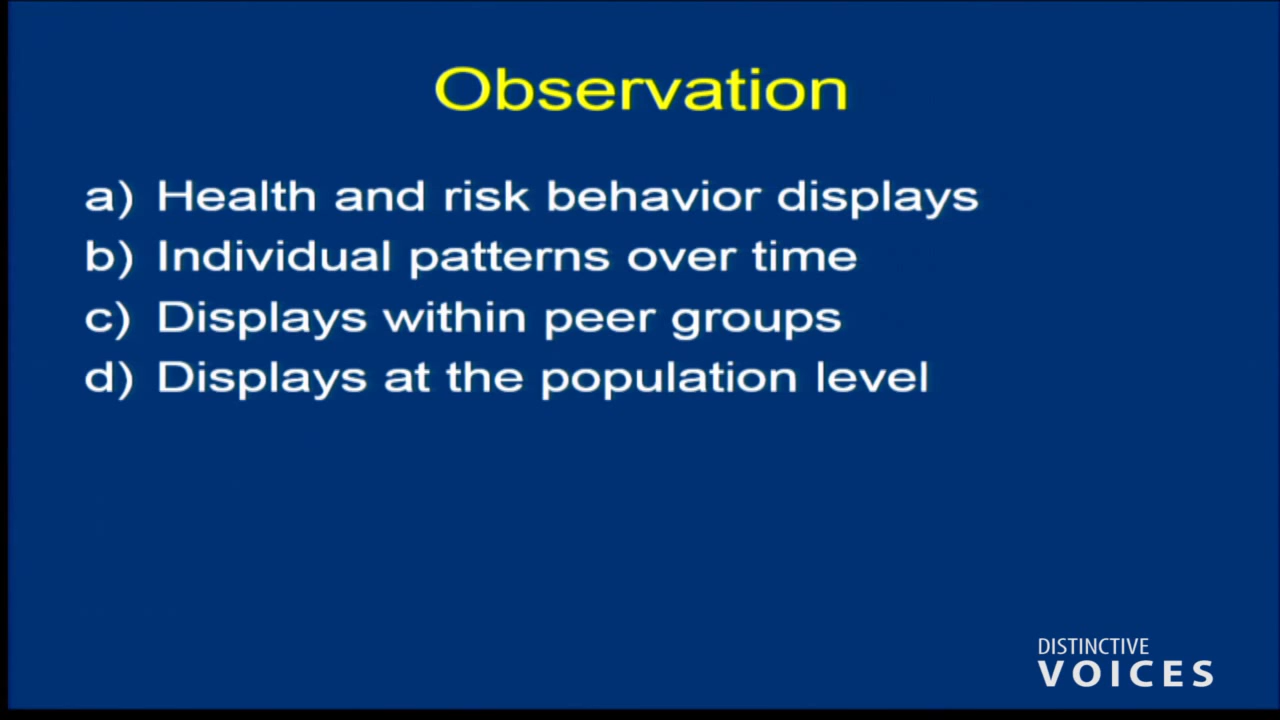 Observation
a) Health and risk behavior displays
b) Individual patterns over time
c) Displays within peer groups
d) Displays at the population level
DISTINCTIVE
VOICES